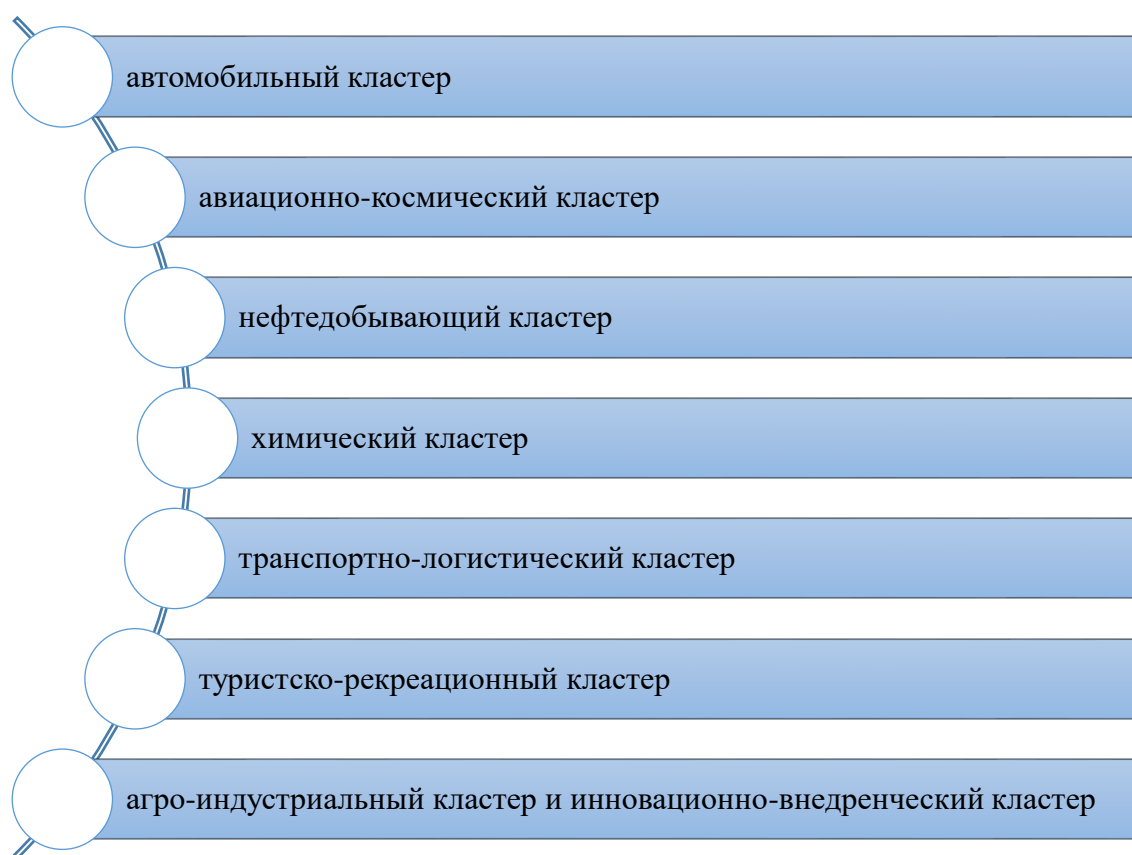 автомобильный кластер
авиационно-космический кластер
нефтедобывающий кластер
химический кластер
транспортно-логистический кластер
туристско-рекреационный кластер
агро-индустриальный кластер и инновационно-внедренческий кластер